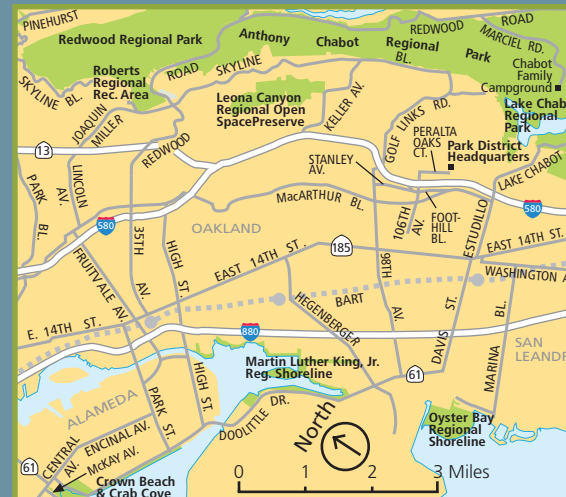 PINEHURST
Redwood Regional Park
Anthony Chabot Regional Park
REDWOOD ROAD
MARCIEL RD.
Chabot
Family
Campground
SKYLINE BL.
Roberts
Regional
Rec. Area
ROAD
SKYLINE
BL.
Leona Canyon
Regional Open
SpacePreserve
KELLER AV.
GOLF LINKS RD.
Lake Chab
Regional
Park
JOAQUIN
MILLER
REDWOOD
PERALTA
OAKS
CT.
Park District
Headquarters
13
STANLEY
AV.
LAKE CHABOT
PARK BL.
LINCOLN AV.
MacARTHUR BL.
106TH AV.
FOOT-
HILL
BL.
ESTUDILLO
580
580
OAKLAND
35TH AV.
HIGH ST.
EAST 14TH ST.
185
EAST 14TH ST.
FRUITVALE AV.
98TH AV.
WASHINGTON A
BART
HEGENBERGER
E. 14TH ST.
880
DAVIS ST.
MARINA BL.
SAN
LEANDR
Martin Luther King, Jr.
Reg. Shoreline
61
HIGH ST.
PARK ST.
ALAMEDA
DOOLITTLE DR.
North
Oyster Bay
Regional
Shoreline
CENTRAL AV.
ENCINAL AV.
McKAY AV.
61
Crown Beach
& Crab Cove
0 1 2 3 Miles